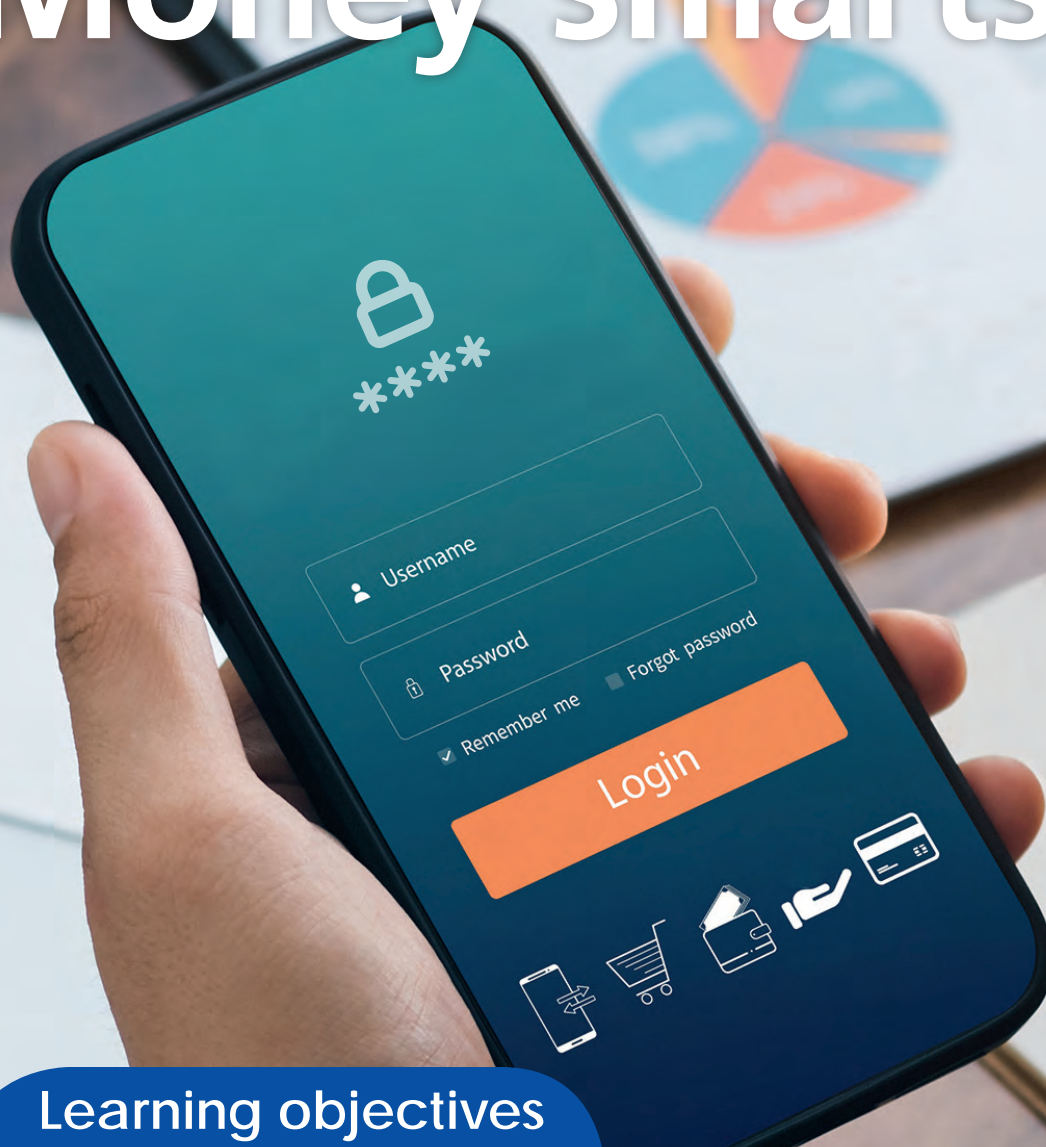 Money smarts
****
Username
Password
Remember me
Forgot password
Login
Learning objectives